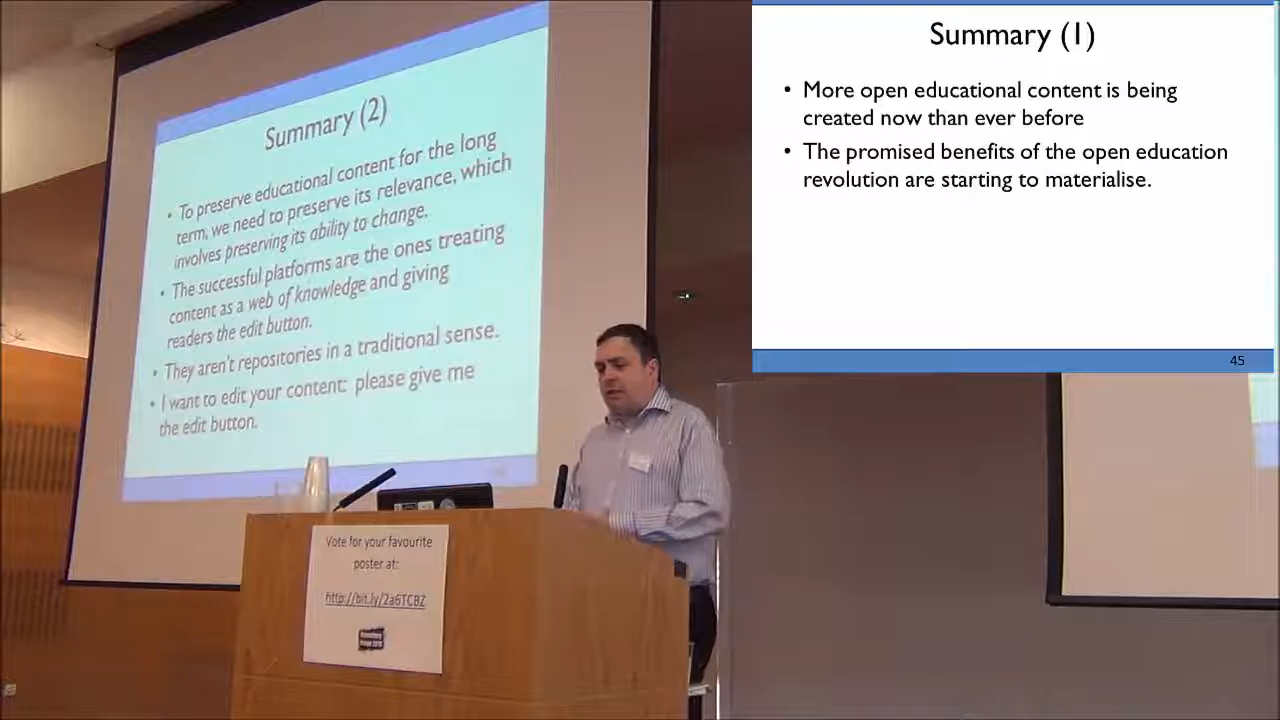 Summary (2)
• To preserve educational content for the long
term, we need to preserve its relevance, which
involves preserving its ability to change.
• The successful platforms are the ones treating
content as a web of knowledge and giving
readers the edit button.
• They aren't repositories in a traditional sense.
• I want to edit your content: please give me
the edit button.
Summary (1)
• More open educational content is being
created now than ever before
• The promised benefits of the open education
revolution are starting to materialise.
45
Vote for your favourite
poster at:
http://bit.ly/2a6TCBZ